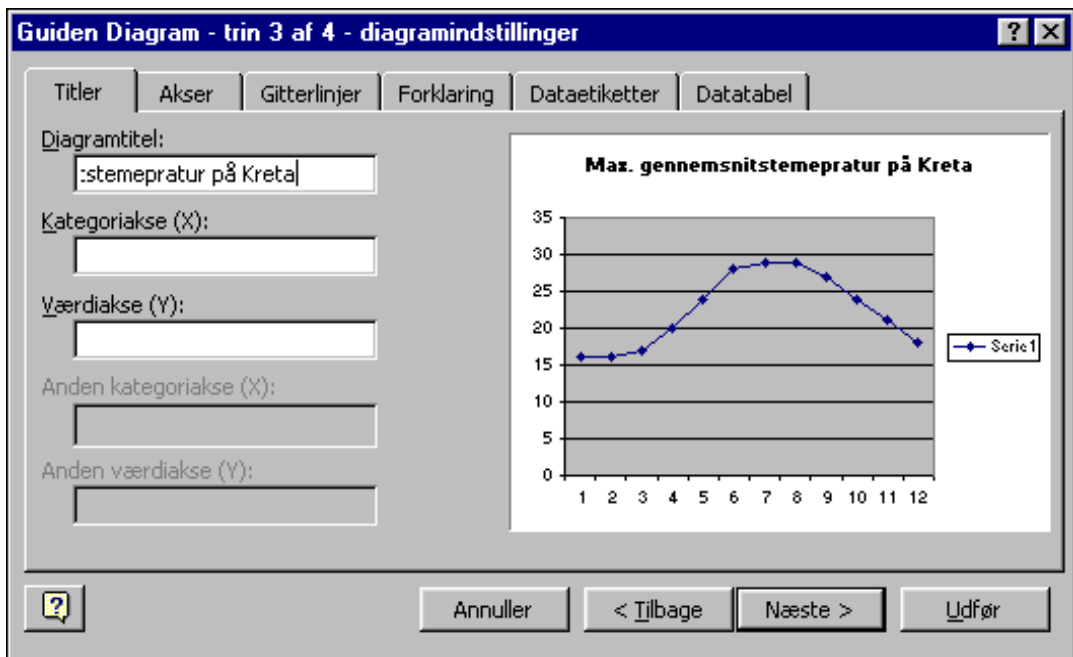 Guiden Diagram - trin 3 af 4 - diagramindstillinger
Titler Akser Gitterlinjer Forklaring Dataetiketter Datatabel
Diagramtitel:
:stemepratur på Kreta
Kategoriakse (X):
Værdiakse (Y):
Anden kategoriakse (X):
Anden værdiakse (Y):
Max. gennemsnitstemepratur på Kreta
35
30
25
20
15
10
5
0
1 2 3 4 5 6 7 8 9 10 11 12
Serie1
Annuller < Tilbage Næste > Udfør